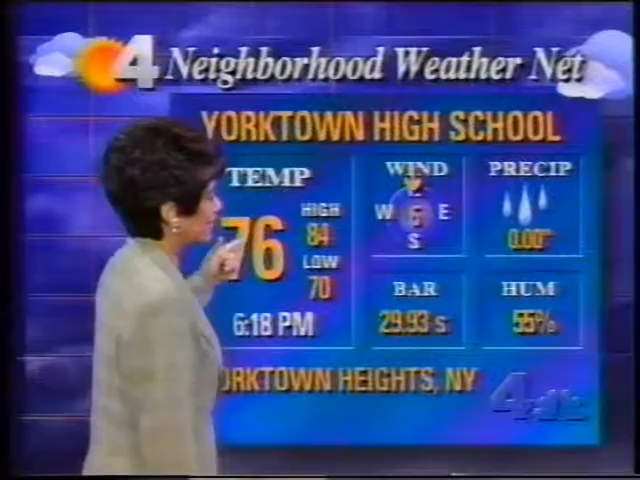 4 Neighborhood Weather Net
YORKTOWN HIGH SCHOOL
TEMP
76
HIGH
84
LOW
70
6:18 PM
WIND
W 6 E
S
PRECIP
0.00"
BAR
29.93 S
HUM
55%
ORKTOWN HEIGHTS, NY
4